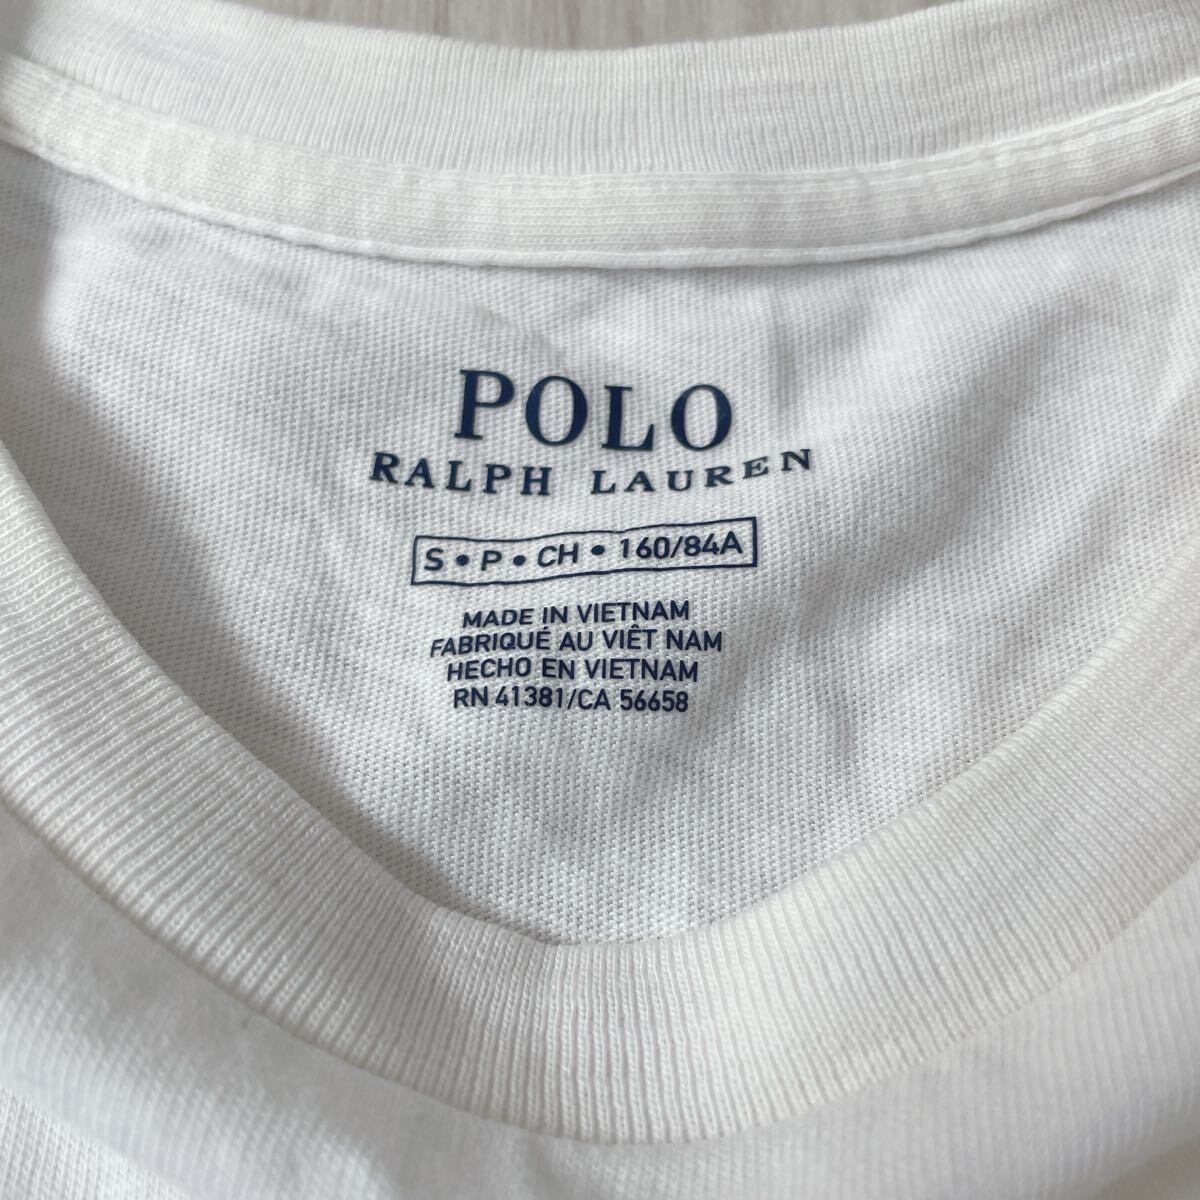 POLO
RALPH LAUREN
S • P • CH • 160/84A
MADE IN VIETNAM
FABRIQUÉ AU VIÊT NAM
HECHO EN VIETNAM
RN 41381/CA 56658